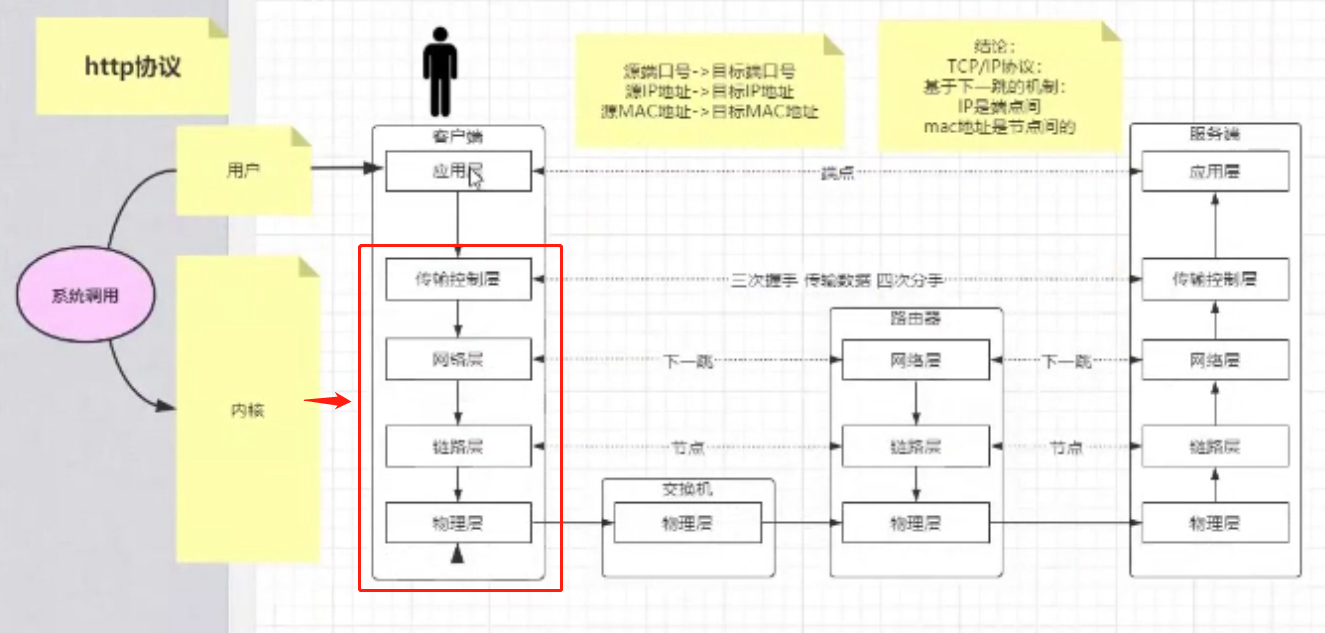 http协议
用户
系统调用
内核
源端口号->目标端口号
源IP地址->目标IP地址
源MAC地址->目标MAC地址
结论：
TCP/IP协议：
基于下一跳的机制：
IP是端点间
mac地址是节点间的
客户端
应用层
传输控制层
网络层
链路层
物理层
端点
三次握手 传输数据 四次分手
下一跳
节点
交换机
物理层
路由器
网络层
链路层
物理层
下一跳
节点
服务端
应用层
传输控制层
网络层
链路层
物理层